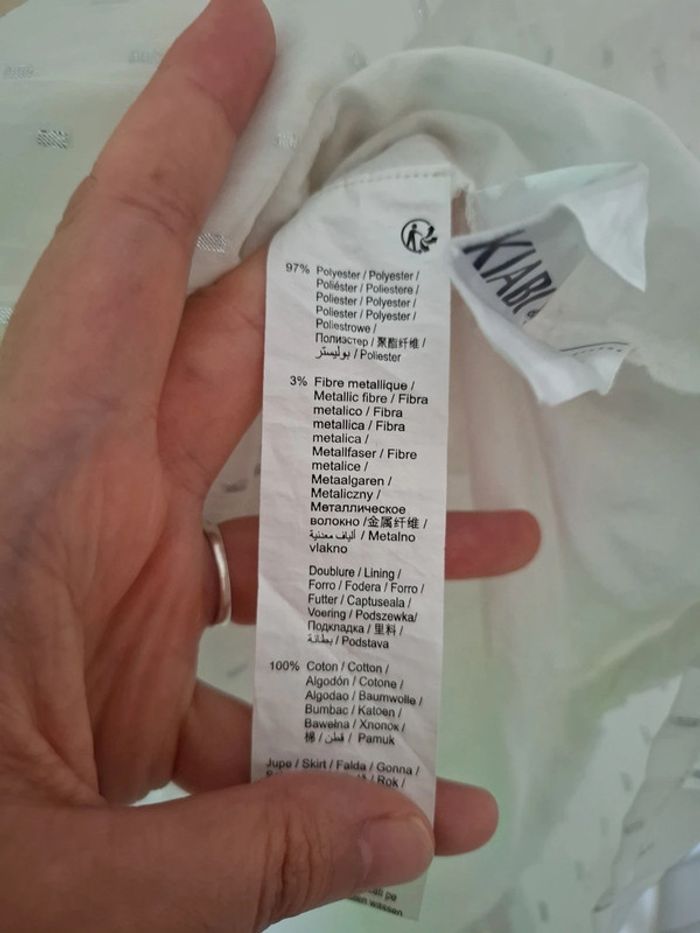 KIABI
97% Polyester / Polyester /
Poliéster / Poliestere /
Poliester / Polyester /
Poliester / Polyester /
Poliestrowe /
Полиэстер / 聚酯纤维 /
بوليستر / Poliester
3% Fibre metallique /
Metallic fibre / Fibra
metalico / Fibra
metallica / Fibra
metalica /
Metallfaser / Fibre
metalice /
Metaalgaren /
Metaliczny /
Металлическое
волокно /金属纤维 /
ألياف معدنية / Metalno
vlakno
Doublure / Lining /
Forro / Fodera / Forro /
Futter / Captuseala /
Voering / Podszewka/
Подкладка / 里料 /
بطانة / Podstava
100% Coton / Cotton /
Algodón / Cotone /
Algodao / Baumwolle /
Bumbac / Katoen /
Bawełna / Хлопок /
棉 / قطن / Pamuk
Jupe / Skirt / Falda / Gonna /
/ Rok /
pe
wassen